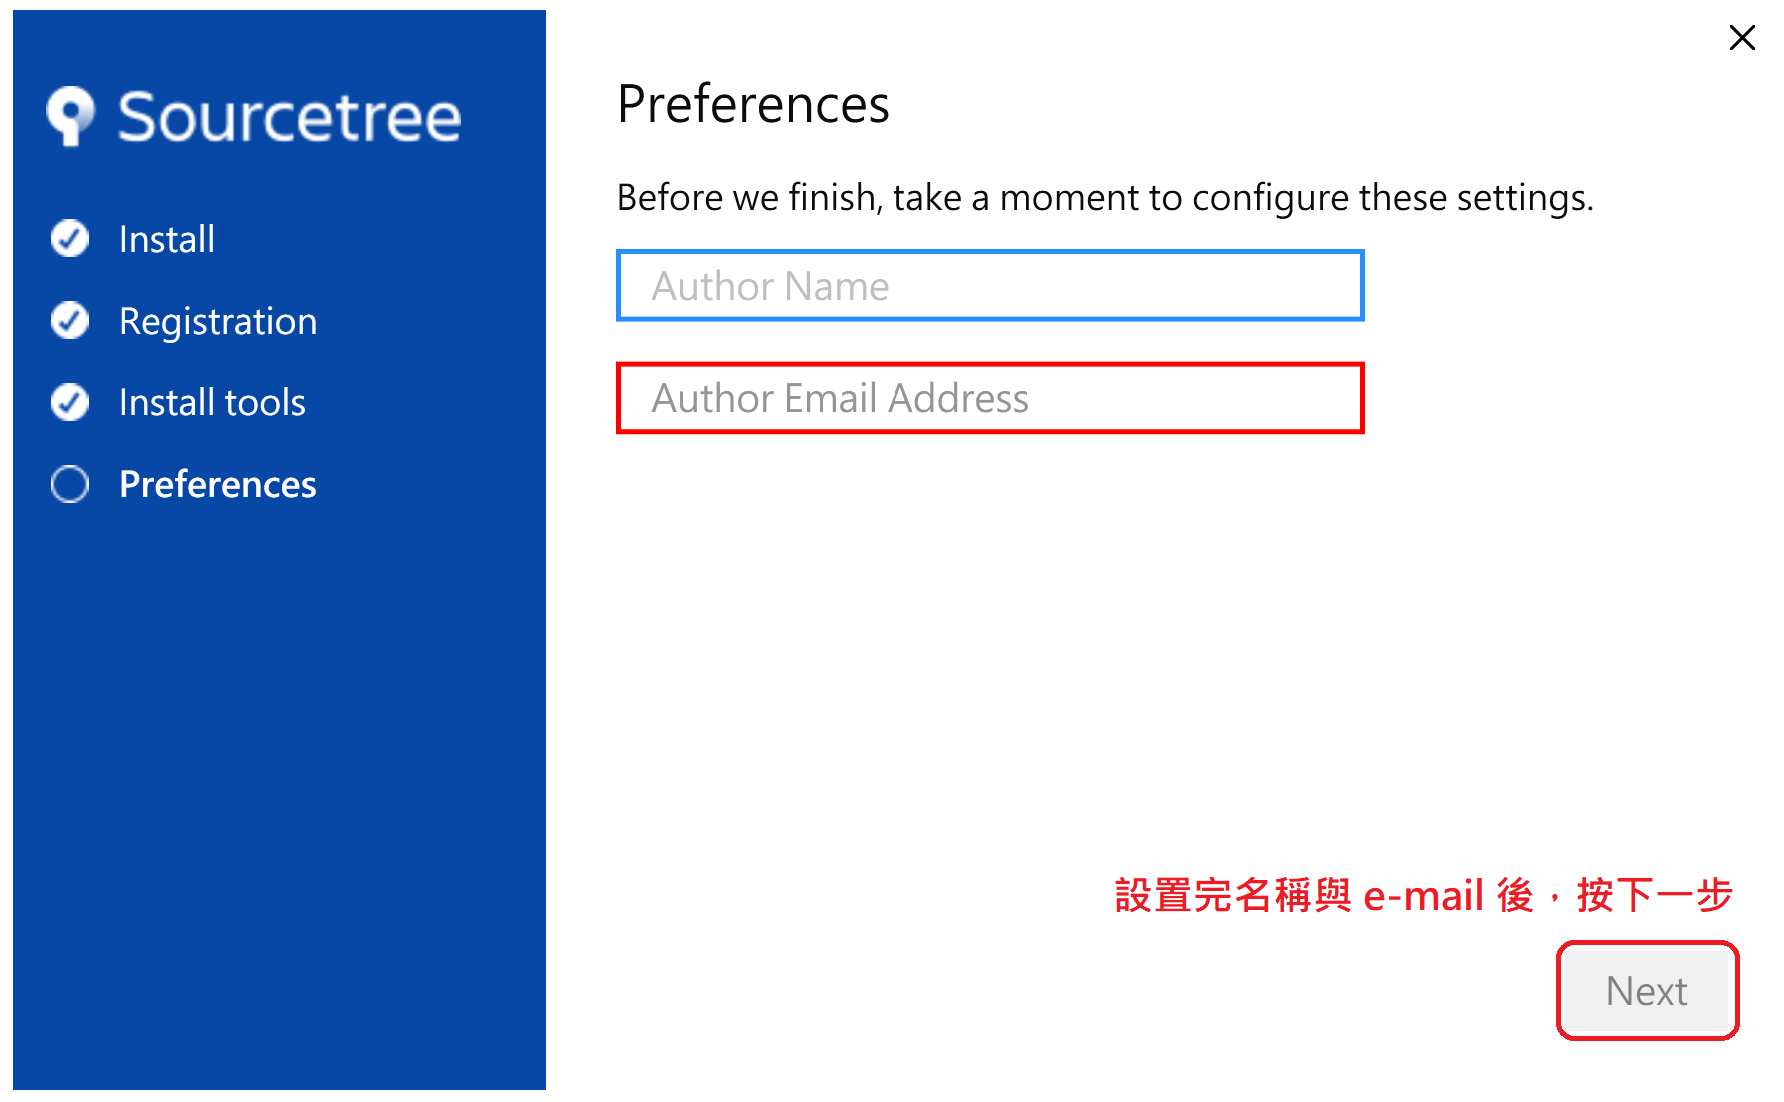 Sourcetree
Install
Registration
Install tools
Preferences
Preferences
Before we finish, take a moment to configure these settings.
Author Name
Author Email Address
設置完名稱與 e-mail 後，按下一步
Next